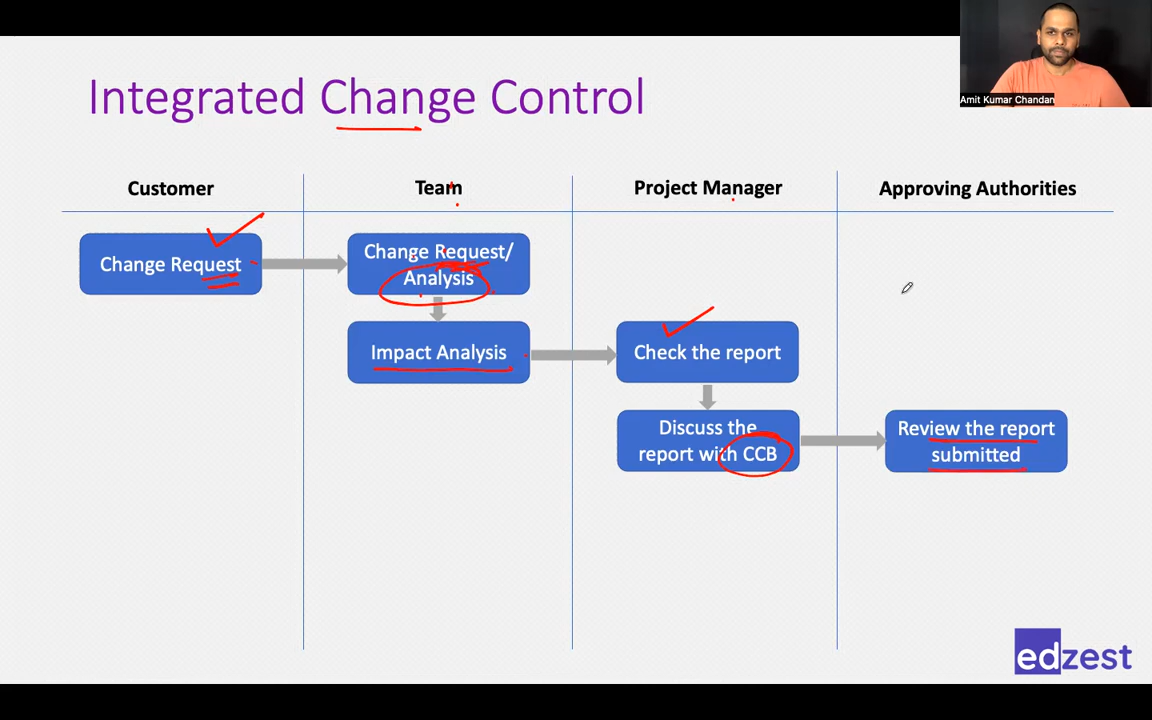 Integrated Change Control
Amit Kumar Chandan
Customer
Team
Project Manager
Approving Authorities
Change Request
Change Request/
Analysis
Impact Analysis
Check the report
Discuss the
report with CCB
Review the report
submitted
edzest